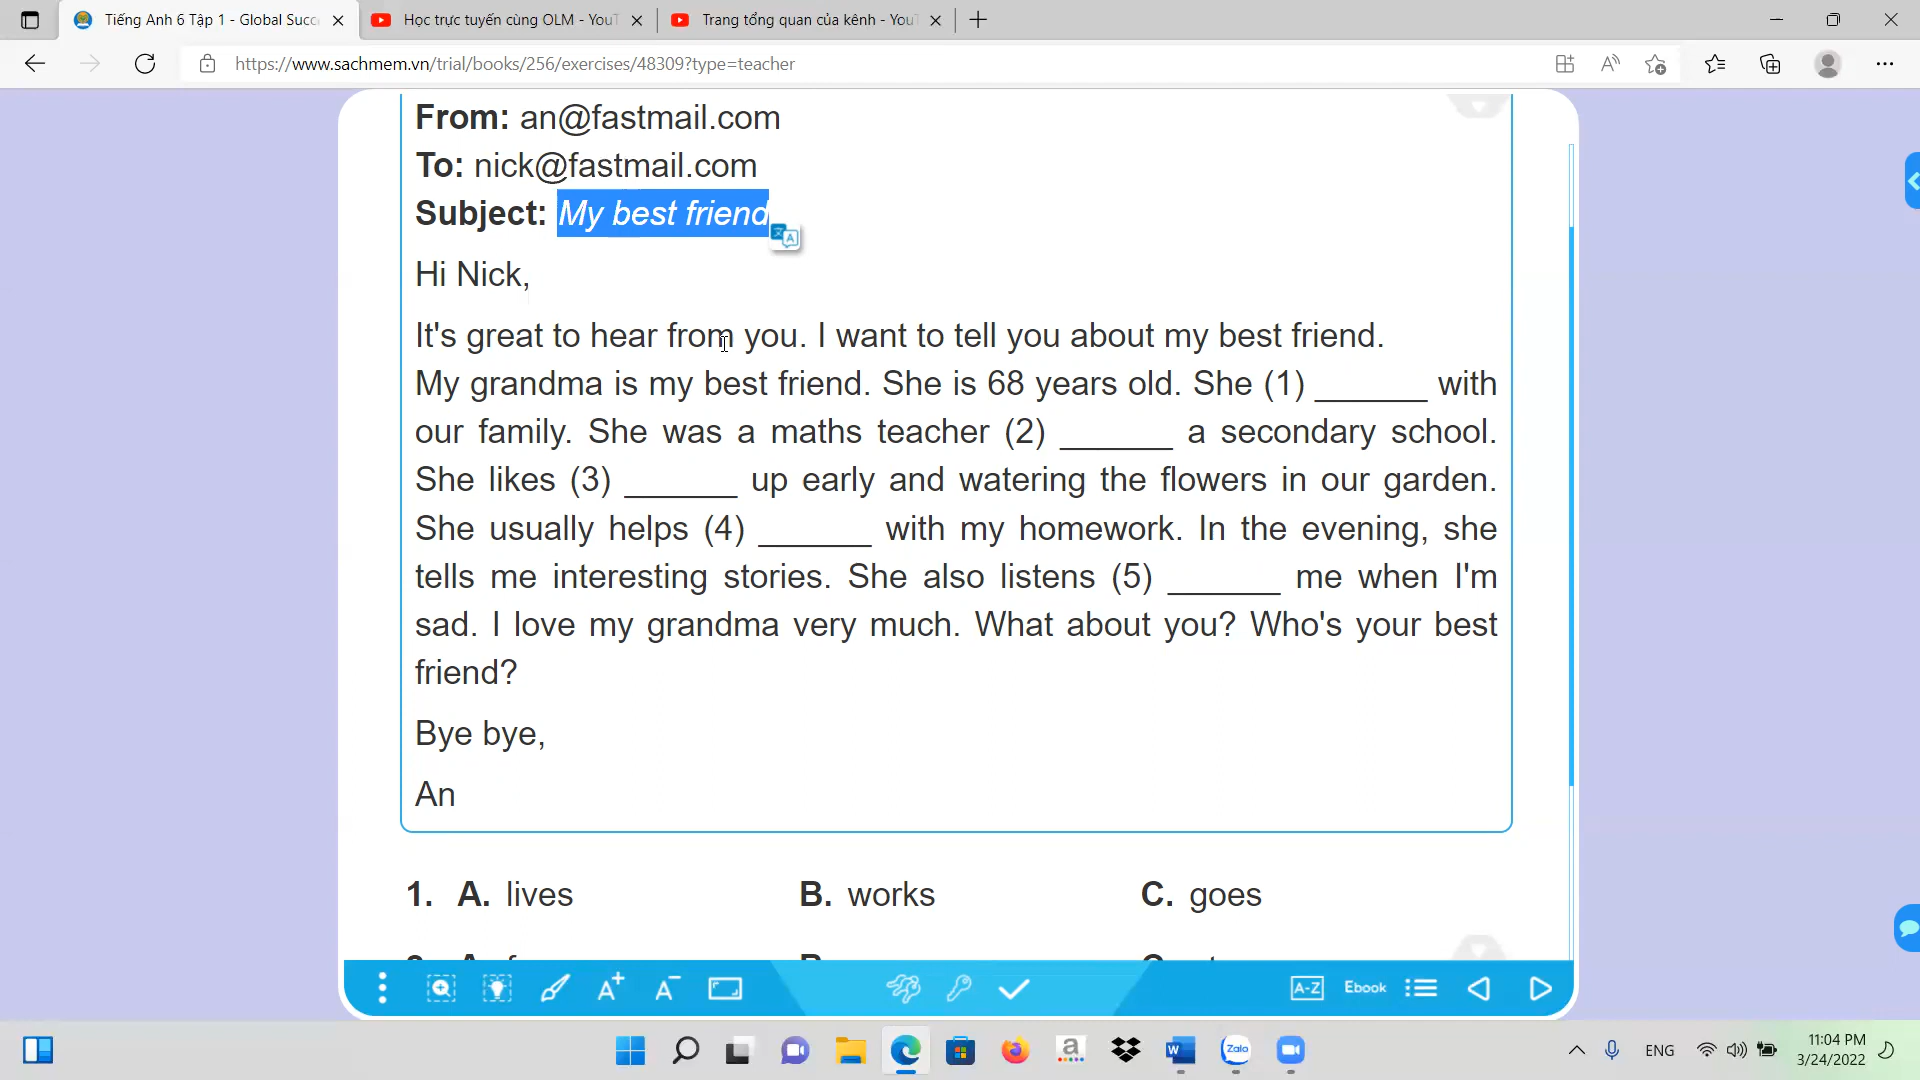 Tiếng Anh 6 Tập 1 - Global Succ
Học trực tuyến cùng OLM - YouT
Trang tổng quan của kênh - YouT
https://www.sachmem.vn/trial/books/256/exercises/48309?type=teacher
From: an@fastmail.com
To: nick@fastmail.com
Subject: My best friend
Hi Nick,
It's great to hear from you. I want to tell you about my best friend.
My grandma is my best friend. She is 68 years old. She (1) ______ with
our family. She was a maths teacher (2) ______ a secondary school.
She likes (3) ______ up early and watering the flowers in our garden.
She usually helps (4) ______ with my homework. In the evening, she
tells me interesting stories. She also listens (5) ______ me when I'm
sad. I love my grandma very much. What about you? Who's your best
friend?
Bye bye,
An
1. A. lives B. works C. goes
A+ A- A-Z Ebook
Zalo
ENG
11:04 PM
3/24/2022